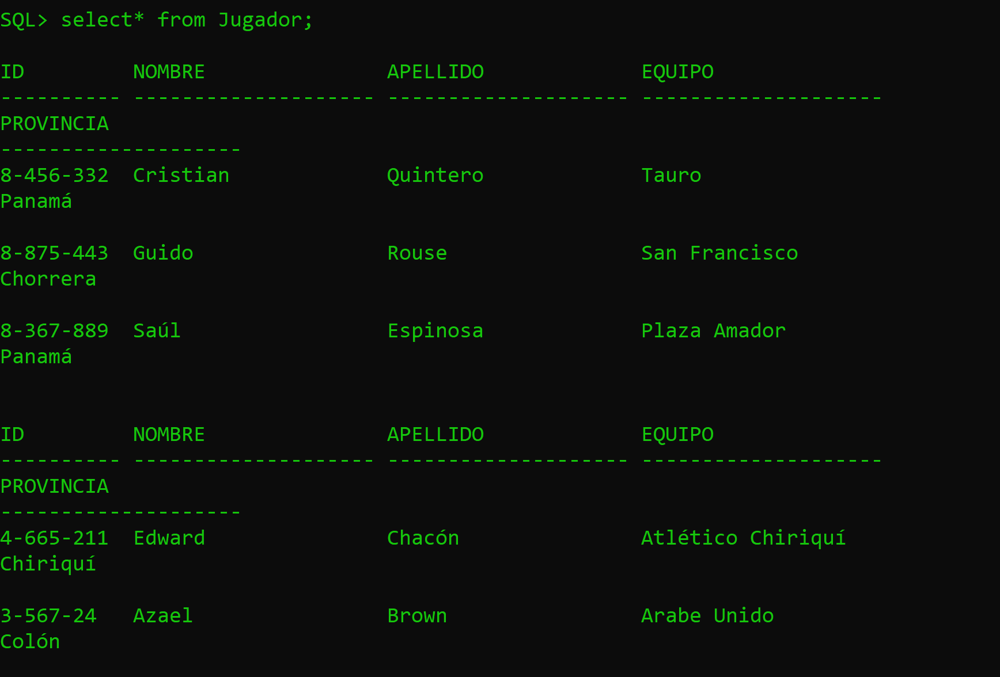 SQL> select* from Jugador;
ID         NOMBRE               APELLIDO             EQUIPO
---------- -------------------- -------------------- --------------------
PROVINCIA
--------------------
8-456-332  Cristian             Quintero             Tauro
Panamá
8-875-443  Guido                Rouse                San Francisco
Chorrera
8-367-889  Saúl                 Espinosa             Plaza Amador
Panamá
ID         NOMBRE               APELLIDO             EQUIPO
---------- -------------------- -------------------- --------------------
PROVINCIA
--------------------
4-665-211  Edward               Chacón               Atlético Chiriquí
Chiriquí
3-567-24   Azael                Brown                Arabe Unido
Colón